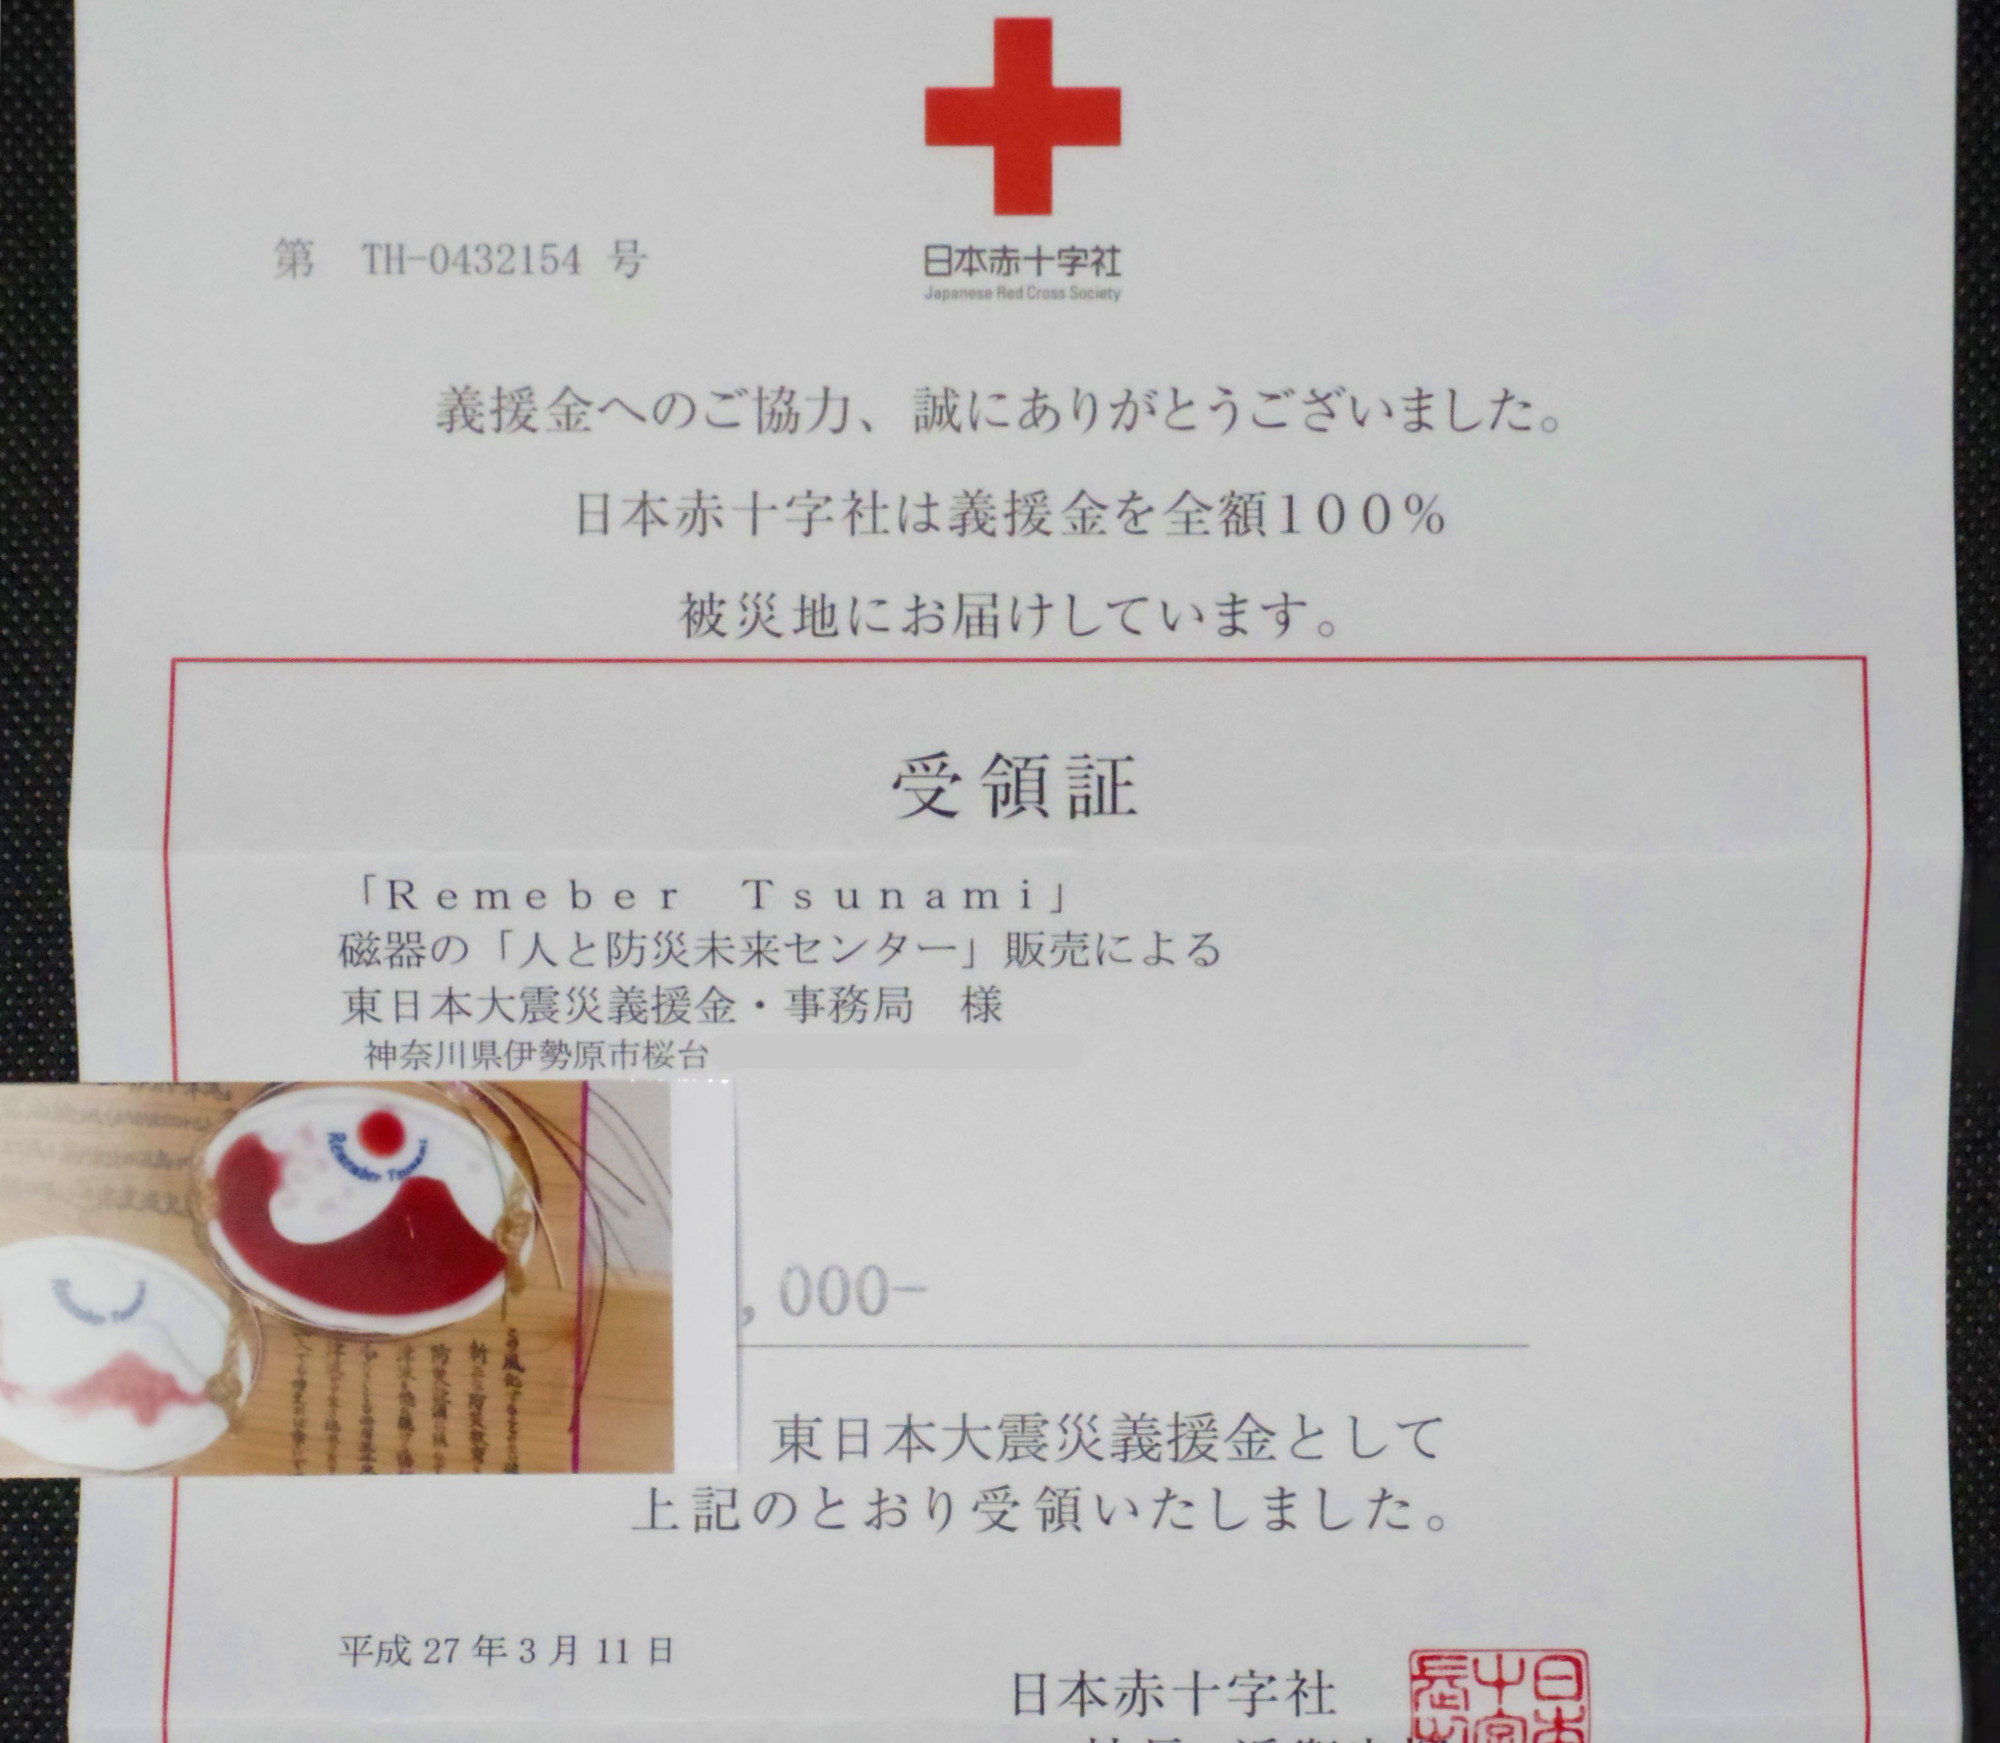 日本赤十字社
Japanese Red Cross Society
第 TH-0432154 号
義援金へのご協力、誠にありがとうございました。
日本赤十字社は義援金を全額100%
被災地にお届けしています。
受領証
「Remeber Tsunami」
磁器の「人と防災未来センター」販売による
東日本大震災義援金・事務局 様
神奈川県伊勢原市桜台
Remember Tsunami
,000-
東日本大震災義援金として
上記のとおり受領いたしました。
平成27年3月11日
日本赤十字社